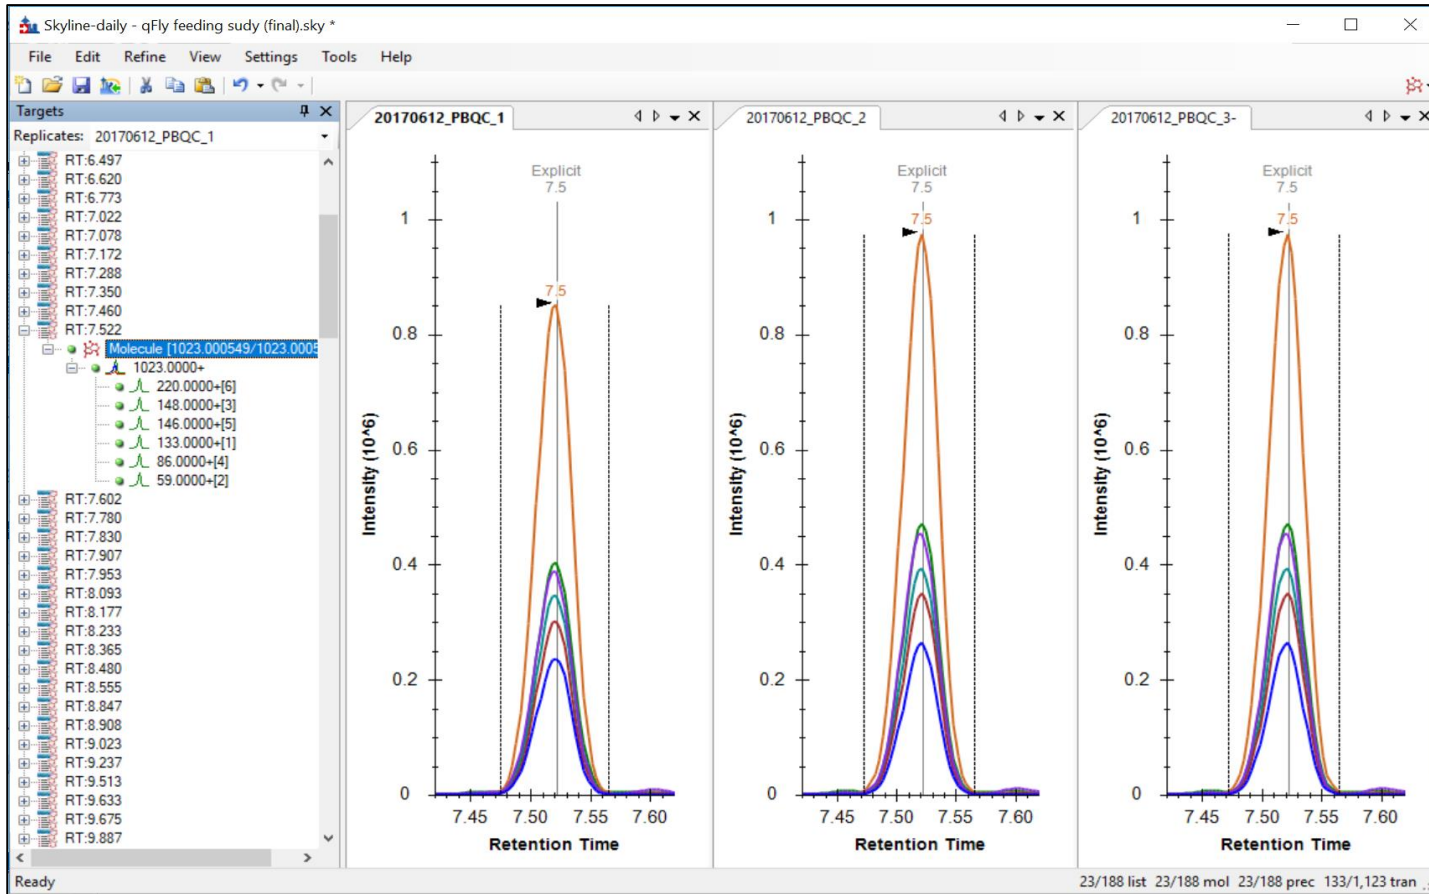 Skyline-daily - qFly feeding sudy (final).sky *
File Edit Refine View Settings Tools Help
Targets
Replicates: 20170612_PBQC_1
RT:6.497
RT:6.620
RT:6.773
RT:7.022
RT:7.078
RT:7.172
RT:7.288
RT:7.350
RT:7.460
RT:7.522
Molecule [1023.000549/1023.0005
1023.0000+
220.0000+[6]
148.0000+[3]
146.0000+[5]
133.0000+[1]
86.0000+[4]
59.0000+[2]
RT:7.602
RT:7.780
RT:7.830
RT:7.907
RT:7.953
RT:8.093
RT:8.177
RT:8.233
RT:8.365
RT:8.480
RT:8.555
RT:8.847
RT:8.908
RT:9.023
RT:9.237
RT:9.513
RT:9.633
RT:9.675
RT:9.887
20170612_PBQC_1
Explicit
7.5
7.5
1
0.8
0.6
0.4
0.2
0
Intensity (10^6)
7.45 7.50 7.55 7.60
Retention Time
20170612_PBQC_2
Explicit
7.5
7.5
1
0.8
0.6
0.4
0.2
0
Intensity (10^6)
7.45 7.50 7.55 7.60
Retention Time
20170612_PBQC_3-
Explicit
7.5
7.5
1
0.8
0.6
0.4
0.2
0
Intensity (10^6)
7.45 7.50 7.55 7.60
Retention Time
Ready
23/188 list 23/188 mol 23/188 prec 133/1,123 tran